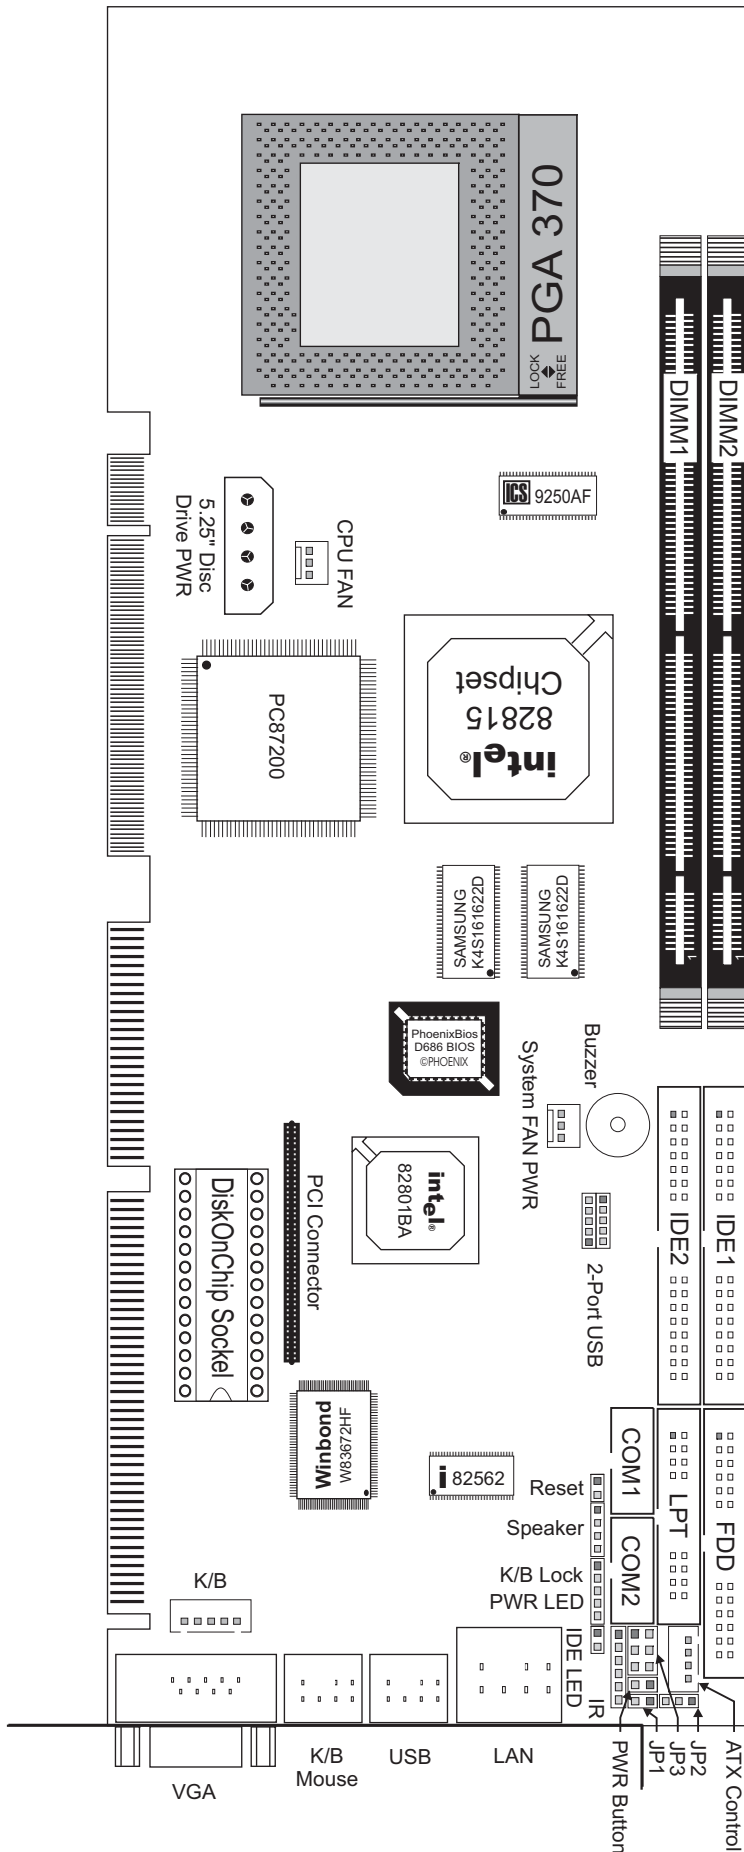 PGA 370
LOCK
FREE
DIMM1
DIMM2
ICS 9250AF
5.25" Disc
Drive PWR
CPU FAN
intel®
82815
Chipset
PC87200
SAMSUNG
K4S161622D
SAMSUNG
K4S161622D
1
1
PhoenixBios
D686 BIOS
©PHOENIX
System FAN PWR
Buzzer
intel®
82801BA
PCI Connector
DiskOnChip Sockel
2-Port USB
IDE2
IDE1
Winbond
W83672HF
82562
COM1
COM2
LPT
FDD
Reset
Speaker
K/B Lock
PWR LED
IDE LED
IR
K/B
VGA
K/B
Mouse
USB
LAN
PWR Button
JP1
JP3
JP2
ATX Control